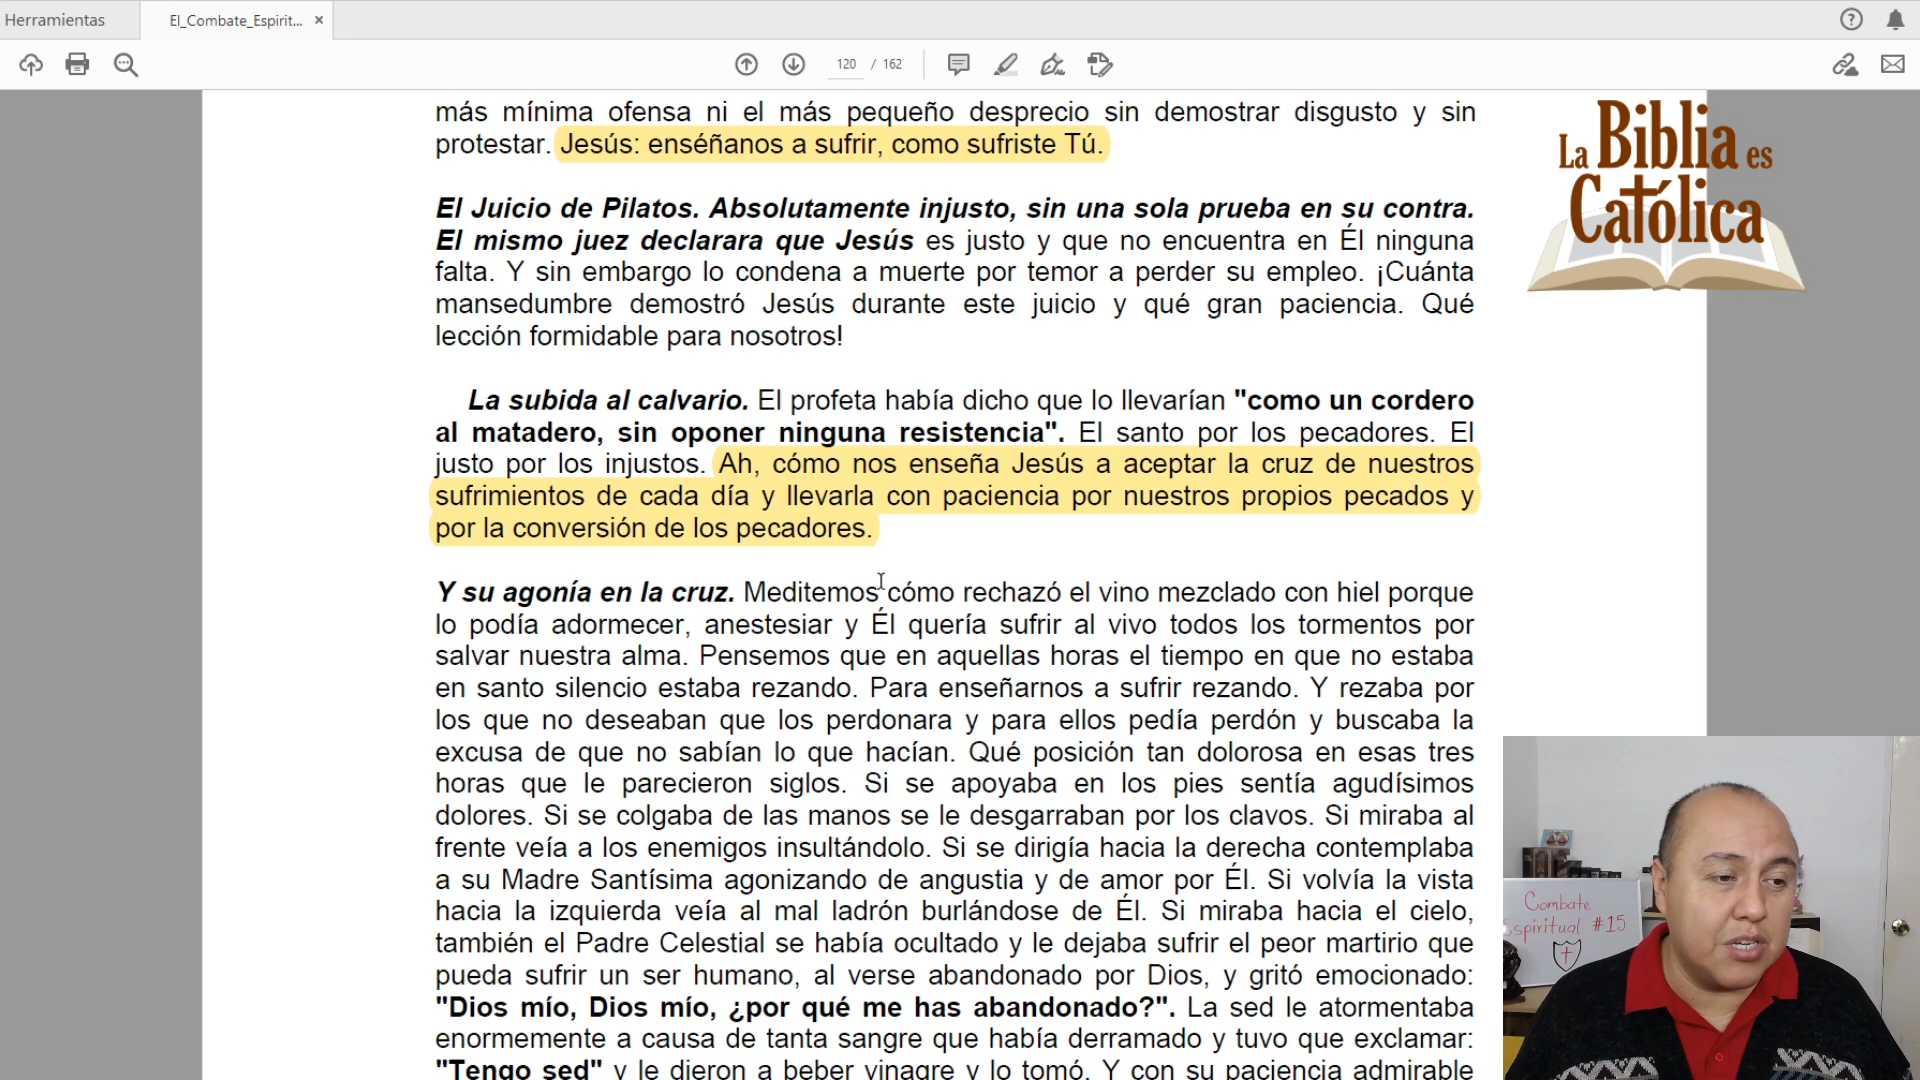 Herramientas
El_Combate_Espirit...
120 / 162
más mínima ofensa ni el más pequeño desprecio sin demostrar disgusto y sin
protestar. Jesús: enséñanos a sufrir, como sufriste Tú.
El Juicio de Pilatos. Absolutamente injusto, sin una sola prueba en su contra.
El mismo juez declarara que Jesús es justo y que no encuentra en Él ninguna
falta. Y sin embargo lo condena a muerte por temor a perder su empleo. ¡Cuánta
mansedumbre demostró Jesús durante este juicio y qué gran paciencia. Qué
lección formidable para nosotros!
La subida al calvario. El profeta había dicho que lo llevarían "como un cordero
al matadero, sin oponer ninguna resistencia". El santo por los pecadores. El
justo por los injustos. Ah, cómo nos enseña Jesús a aceptar la cruz de nuestros
sufrimientos de cada día y llevarla con paciencia por nuestros propios pecados y
por la conversión de los pecadores.
Y su agonía en la cruz. Meditemos cómo rechazó el vino mezclado con hiel porque
lo podía adormecer, anestesiar y Él quería sufrir al vivo todos los tormentos por
salvar nuestra alma. Pensemos que en aquellas horas el tiempo en que no estaba
en santo silencio estaba rezando. Para enseñarnos a sufrir rezando. Y rezaba por
los que no deseaban que los perdonara y para ellos pedía perdón y buscaba la
excusa de que no sabían lo que hacían. Qué posición tan dolorosa en esas tres
horas que le parecieron siglos. Si se apoyaba en los pies sentía agudísimos
dolores. Si se colgaba de las manos se le desgarraban por los clavos. Si miraba al
frente veía a los enemigos insultándolo. Si se dirigía hacia la derecha contemplaba
a su Madre Santísima agonizando de angustia y de amor por Él. Si volvía la vista
hacia la izquierda veía al mal ladrón burlándose de Él. Si miraba hacia el cielo,
también el Padre Celestial se había ocultado y le dejaba sufrir el peor martirio que
pueda sufrir un ser humano, al verse abandonado por Dios, y gritó emocionado:
"Dios mío, Dios mío, ¿por qué me has abandonado?". La sed le atormentaba
enormemente a causa de tanta sangre que había derramado y tuvo que exclamar:
"Tengo sed" y le dieron a beber vinagre y lo tomó. Y con su paciencia admirable
La Biblia es
Católica
Combate
Espiritual #15